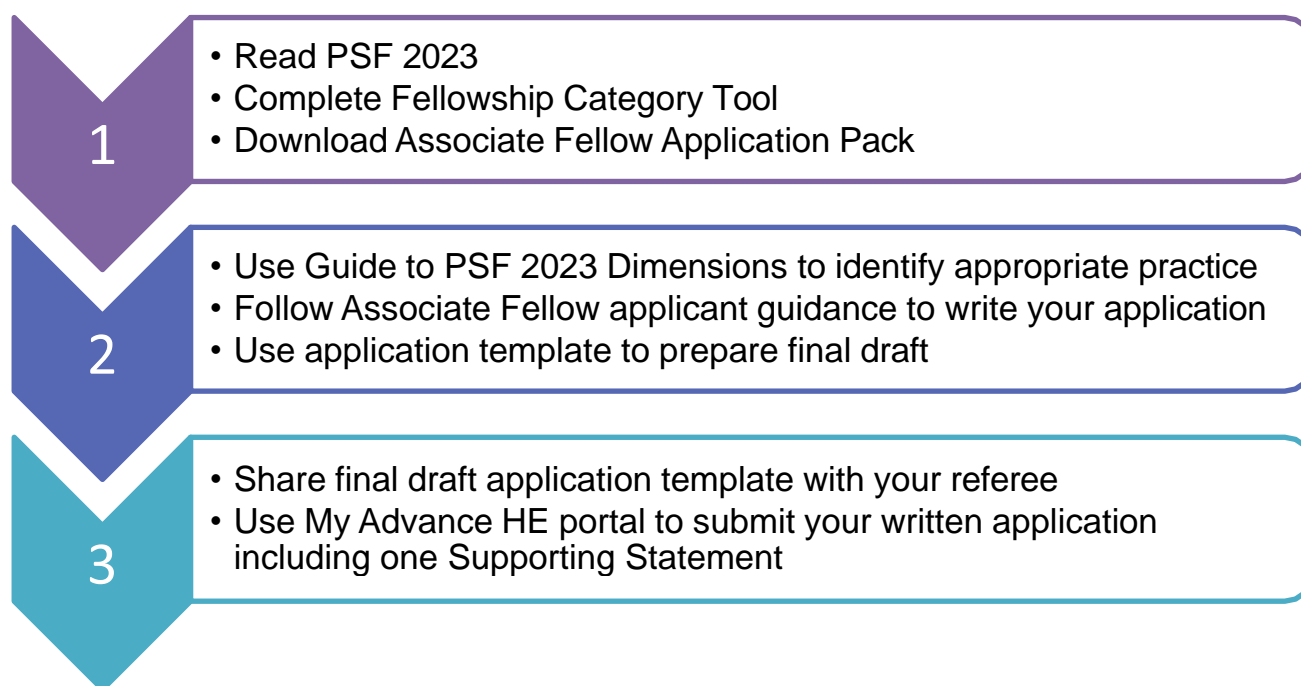 1
• Read PSF 2023
• Complete Fellowship Category Tool
• Download Associate Fellow Application Pack
2
• Use Guide to PSF 2023 Dimensions to identify appropriate practice
• Follow Associate Fellow applicant guidance to write your application
• Use application template to prepare final draft
3
• Share final draft application template with your referee
• Use My Advance HE portal to submit your written application
including one Supporting Statement